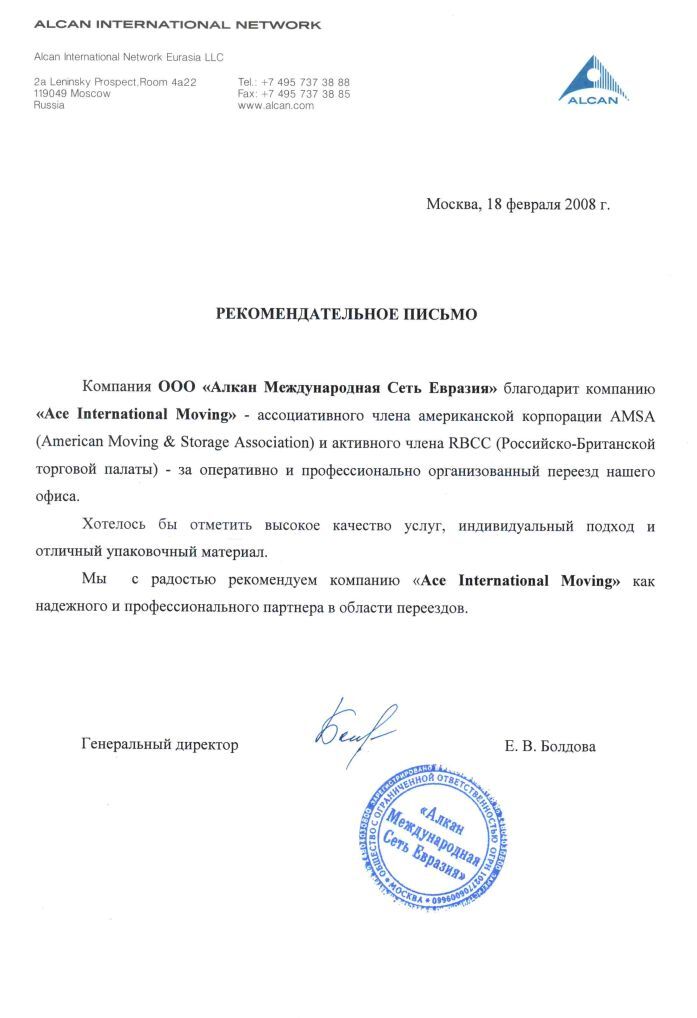 ALCAN INTERNATIONAL NETWORK
Alcan International Network Eurasia LLC
2a Leninsky Prospect,Room 4a22
119049 Moscow
Russia
Tel.: +7 495 737 38 88
Fax: +7 495 737 38 85
www.alcan.com
ALCAN
Москва, 18 февраля 2008 г.
РЕКОМЕНДАТЕЛЬНОЕ ПИСЬМО
Компания ООО «Алкан Международная Сеть Евразия» благодарит компанию
«Ace International Moving» - ассоциативного члена американской корпорации AMSA
(American Moving & Storage Association) и активного члена RBCC (Российско-Британской
торговой палаты) - за оперативно и профессионально организованный переезд нашего
офиса.
Хотелось бы отметить высокое качество услуг, индивидуальный подход и
отличный упаковочный материал.
Мы с радостью рекомендуем компанию «Ace International Moving» как
надежного и профессионального партнера в области переездов.
Генеральный директор
Е. В. Болдова
ОБЩЕСТВО С ОГРАНИЧЕННОЙ ОТВЕТСТВЕННОСТЬЮ ОГРН
МОСКВА
«Алкан
Международная
Сеть Евразия»